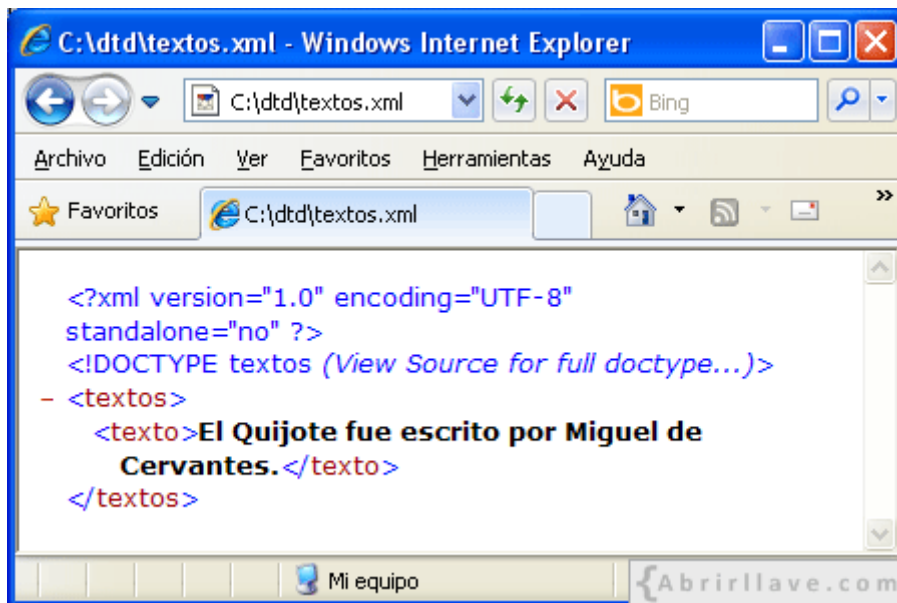 C:\dtd\textos.xml - Windows Internet Explorer
C:\dtd\textos.xml Bing
Archivo Edición Ver Favoritos Herramientas Ayuda
Favoritos C:\dtd\textos.xml »
<?xml version="1.0" encoding="UTF-8"
standalone="no" ?>
<!DOCTYPE textos (View Source for full doctype...)>
– <textos>
<texto>El Quijote fue escrito por Miguel de
Cervantes.</texto>
</textos>
Mi equipo {Abrirllave.com